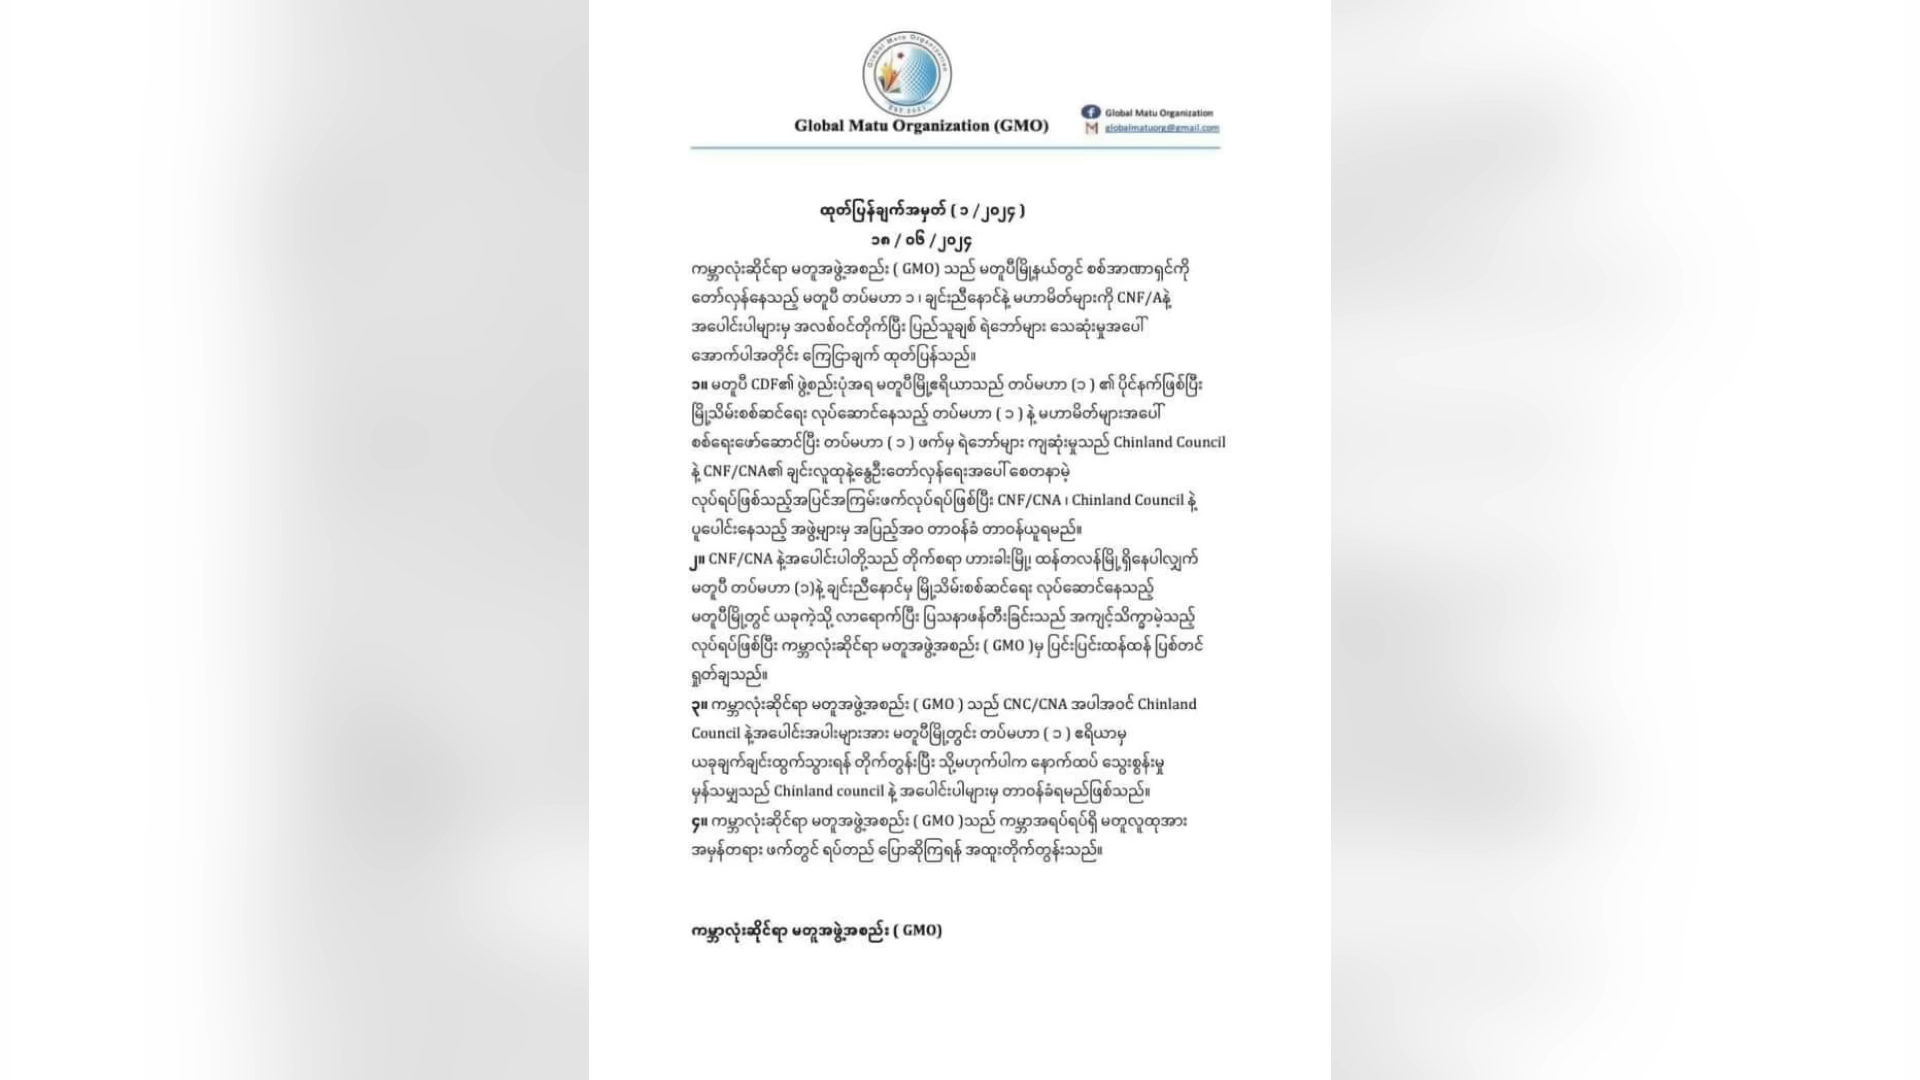 Global Matu Organization
EST 2021
Global Matu Organization (GMO)
Global Matu Organization
globalmatuorg@gmail.com
ထုတ်ပြန်ချက်အမှတ် ( ၁ /၂၀၂၄ )
၁၈ / ၀၆ /၂၀၂၄
ကမ္ဘာလုံးဆိုင်ရာ မတူအဖွဲ့အစည်း ( GMO) သည် မတူပီမြို့နယ်တွင် စစ်အာဏာရှင်ကို
တော်လှန်နေသည့် မတူပီ တပ်မဟာ ၁ ၊ ချင်းညီနောင်နဲ့ မဟာမိတ်များကို CNF/Aနဲ့
အပေါင်းပါများမှ အလစ်ဝင်တိုက်ပြီး ပြည်သူချစ် ရဲဘော်များ သေဆုံးမှုအပေါ်
အောက်ပါအတိုင်း ကြေငြာချက် ထုတ်ပြန်သည်။
၁။ မတူပီ CDF၏ ဖွဲ့စည်းပုံအရ မတူပီမြို့ဧရိယာသည် တပ်မဟာ (၁ ) ၏ ပိုင်နက်ဖြစ်ပြီး
မြို့သိမ်းစစ်ဆင်ရေး လုပ်ဆောင်နေသည့် တပ်မဟာ ( ၁ ) နဲ့ မဟာမိတ်များအပေါ်
စစ်ရေးဖော်ဆောင်ပြီး တပ်မဟာ ( ၁ ) ဖက်မှ ရဲဘော်များ ကျဆုံးမှုသည် Chinland Council
နဲ့ CNF/CNA၏ ချင်းလူထုနဲ့နွေဦးတော်လှန်ရေးအပေါ် စေတနာမဲ့
လုပ်ရပ်ဖြစ်သည့်အပြင်အကြမ်းဖက်လုပ်ရပ်ဖြစ်ပြီး CNF/CNA ၊ Chinland Council နဲ့
ပူပေါင်းနေသည့် အဖွဲ့များမှ အပြည့်အဝ တာဝန်ခံ တာဝန်ယူရမည်။
၂။ CNF/CNA နဲ့အပေါင်းပါတို့သည် တိုက်စရာ ဟားခါးမြို့၊ ထန်တလန်မြို့ ရှိနေပါလျှက်
မတူပီ တပ်မဟာ (၁)နဲ့ ချင်းညီနောင်မှ မြို့သိမ်းစစ်ဆင်ရေး လုပ်ဆောင်နေသည့်
မတူပီမြို့တွင် ယခုကဲ့သို့ လာရောက်ပြီး ပြသနာဖန်တီးခြင်းသည် အကျင့်သိက္ခာမဲ့သည့်
လုပ်ရပ်ဖြစ်ပြီး ကမ္ဘာလုံးဆိုင်ရာ မတူအဖွဲ့အစည်း ( GMO )မှ ပြင်းပြင်းထန်ထန် ပြစ်တင်
ရှုတ်ချသည်။
၃။ ကမ္ဘာလုံးဆိုင်ရာ မတူအဖွဲ့အစည်း ( GMO ) သည် CNC/CNA အပါအဝင် Chinland
Council နဲ့အပေါင်းအပါးများအား မတူပီမြို့တွင်း တပ်မဟာ ( ၁ ) ဧရိယာမှ
ယခုချက်ချင်းထွက်သွားရန် တိုက်တွန်းပြီး သို့မဟုက်ပါက နောက်ထပ် သွေးစွန်းမှု
မှန်သမျှသည် Chinland council နဲ့ အပေါင်းပါများမှ တာဝန်ခံရမည်ဖြစ်သည်။
၄။ ကမ္ဘာလုံးဆိုင်ရာ မတူအဖွဲ့အစည်း ( GMO )သည် ကမ္ဘာအရပ်ရပ်ရှိ မတူလူထုအား
အမှန်တရား ဖက်တွင် ရပ်တည် ပြောဆိုကြရန် အထူးတိုက်တွန်းသည်။
ကမ္ဘာလုံးဆိုင်ရာ မတူအဖွဲ့အစည်း ( GMO)